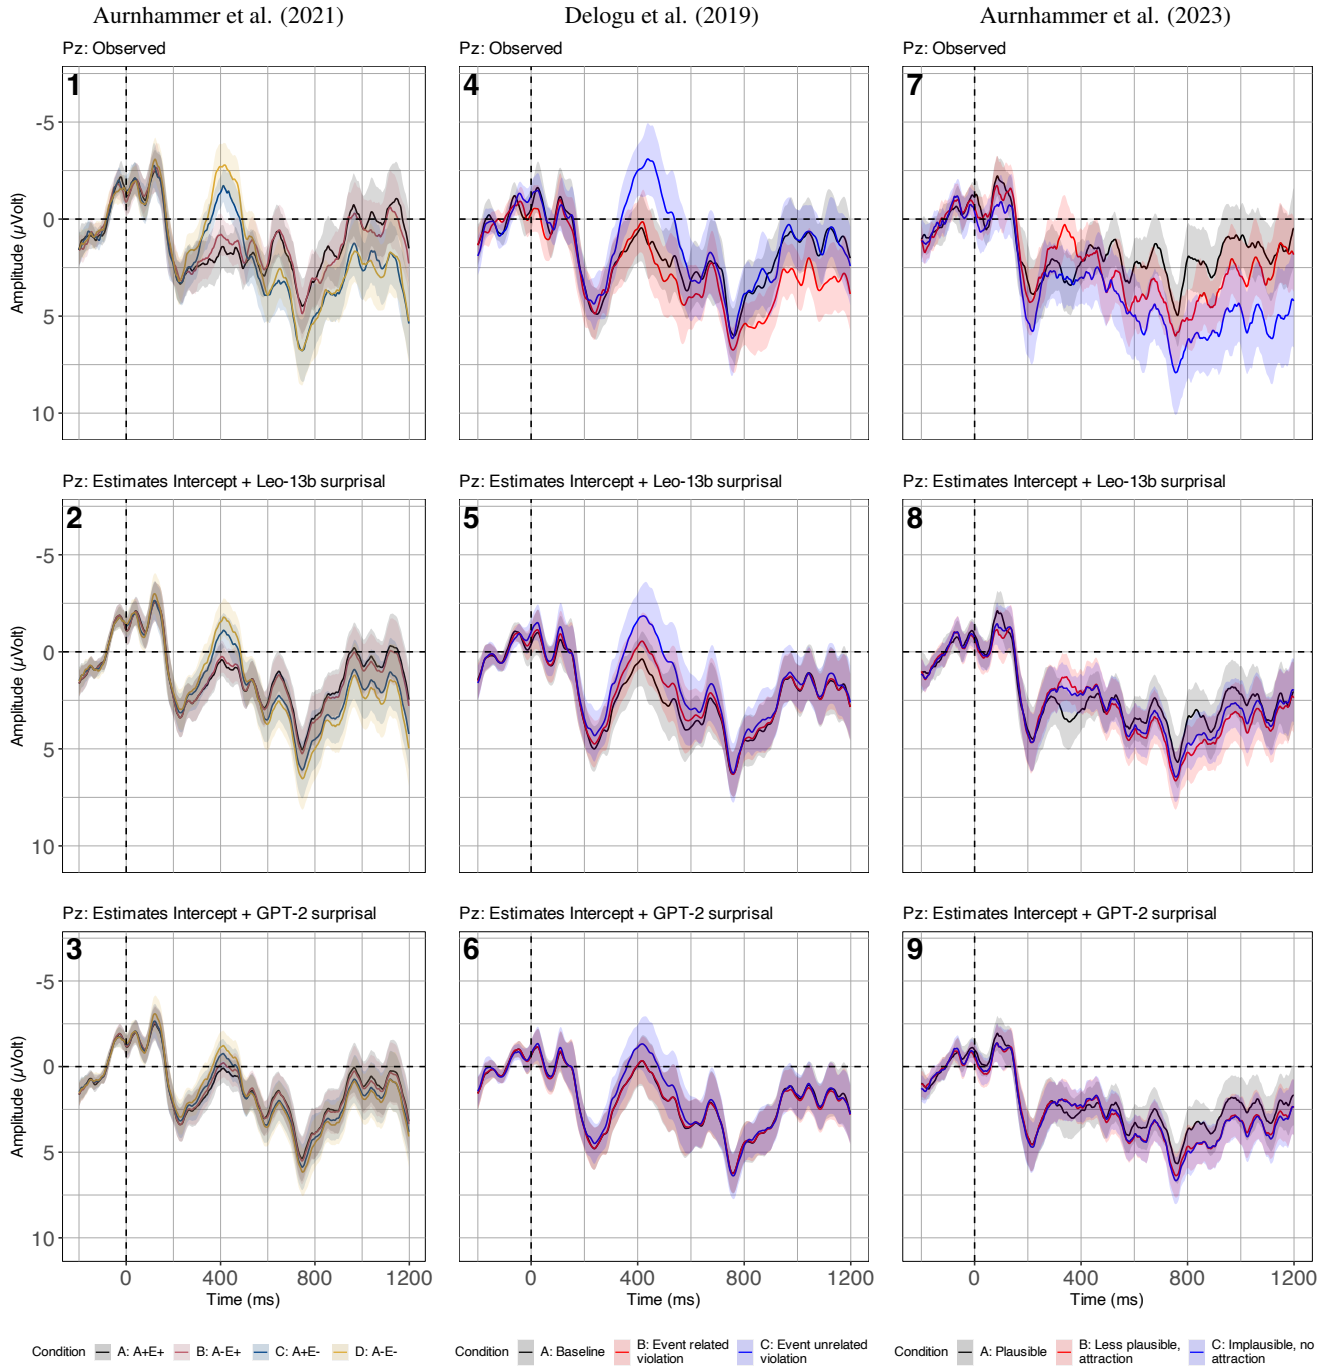 Aurnhammer et al. (2021)
Delogu et al. (2019)
Aurnhammer et al. (2023)
Pz: Observed
Pz: Observed
Pz: Observed
1
4
7
-5
0
5
10
Amplitude (µVolt)
Pz: Estimates Intercept + Leo-13b surprisal
Pz: Estimates Intercept + Leo-13b surprisal
Pz: Estimates Intercept + Leo-13b surprisal
2
5
8
-5
0
5
10
Amplitude (µVolt)
Pz: Estimates Intercept + GPT-2 surprisal
Pz: Estimates Intercept + GPT-2 surprisal
Pz: Estimates Intercept + GPT-2 surprisal
3
6
9
-5
0
5
10
Amplitude (µVolt)
0 400 800 1200
0 400 800 1200
0 400 800 1200
Time (ms)
Time (ms)
Time (ms)
Condition A: A+E+ B: A-E+ C: A+E- D: A-E-
Condition A: Baseline B: Event related violation C: Event unrelated violation
Condition A: Plausible B: Less plausible, attraction C: Implausible, no attraction